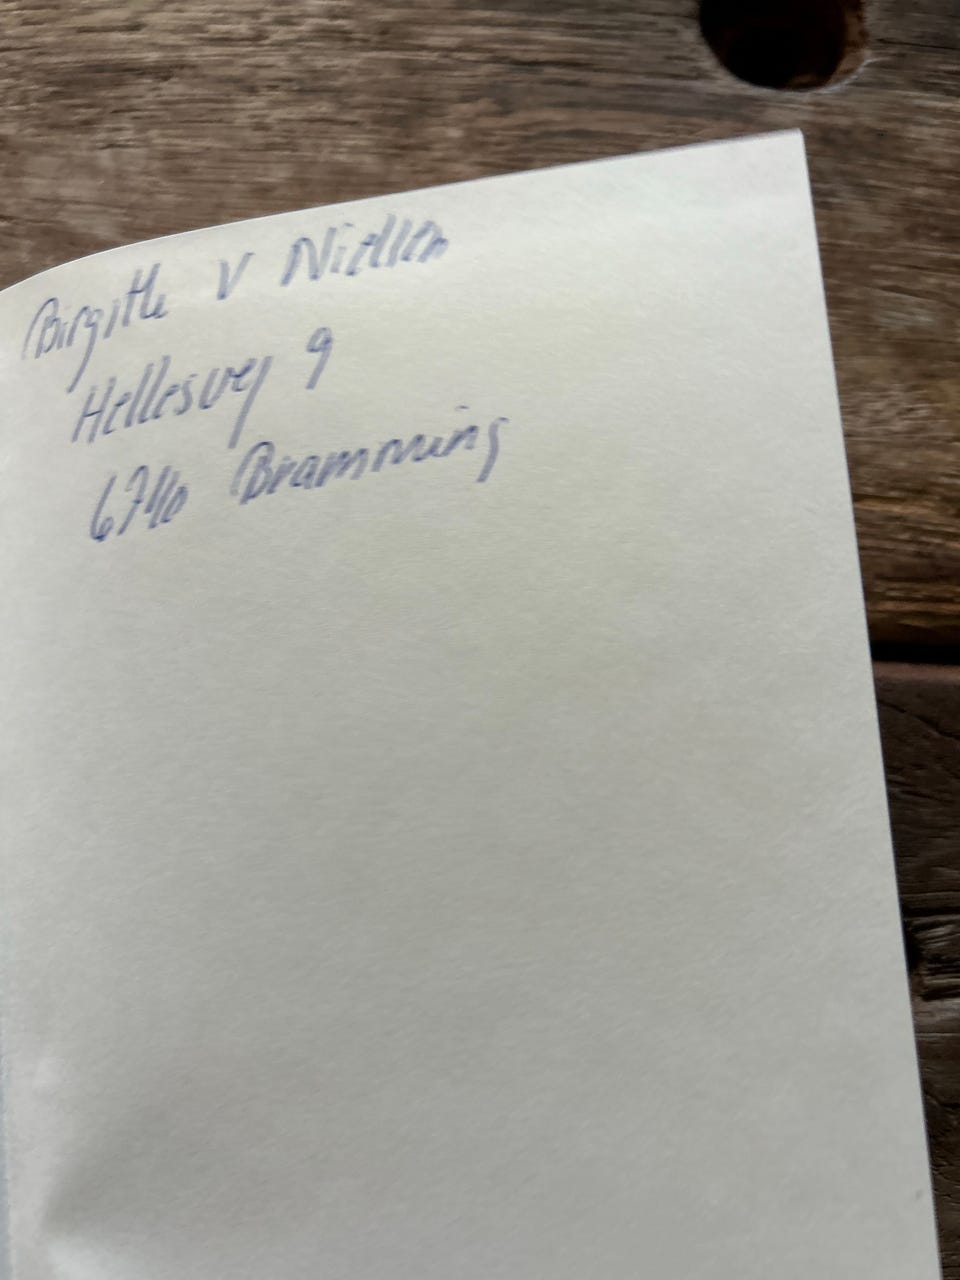 Birgitte V Nielsen
Hellesvej 9
6740 Bramming